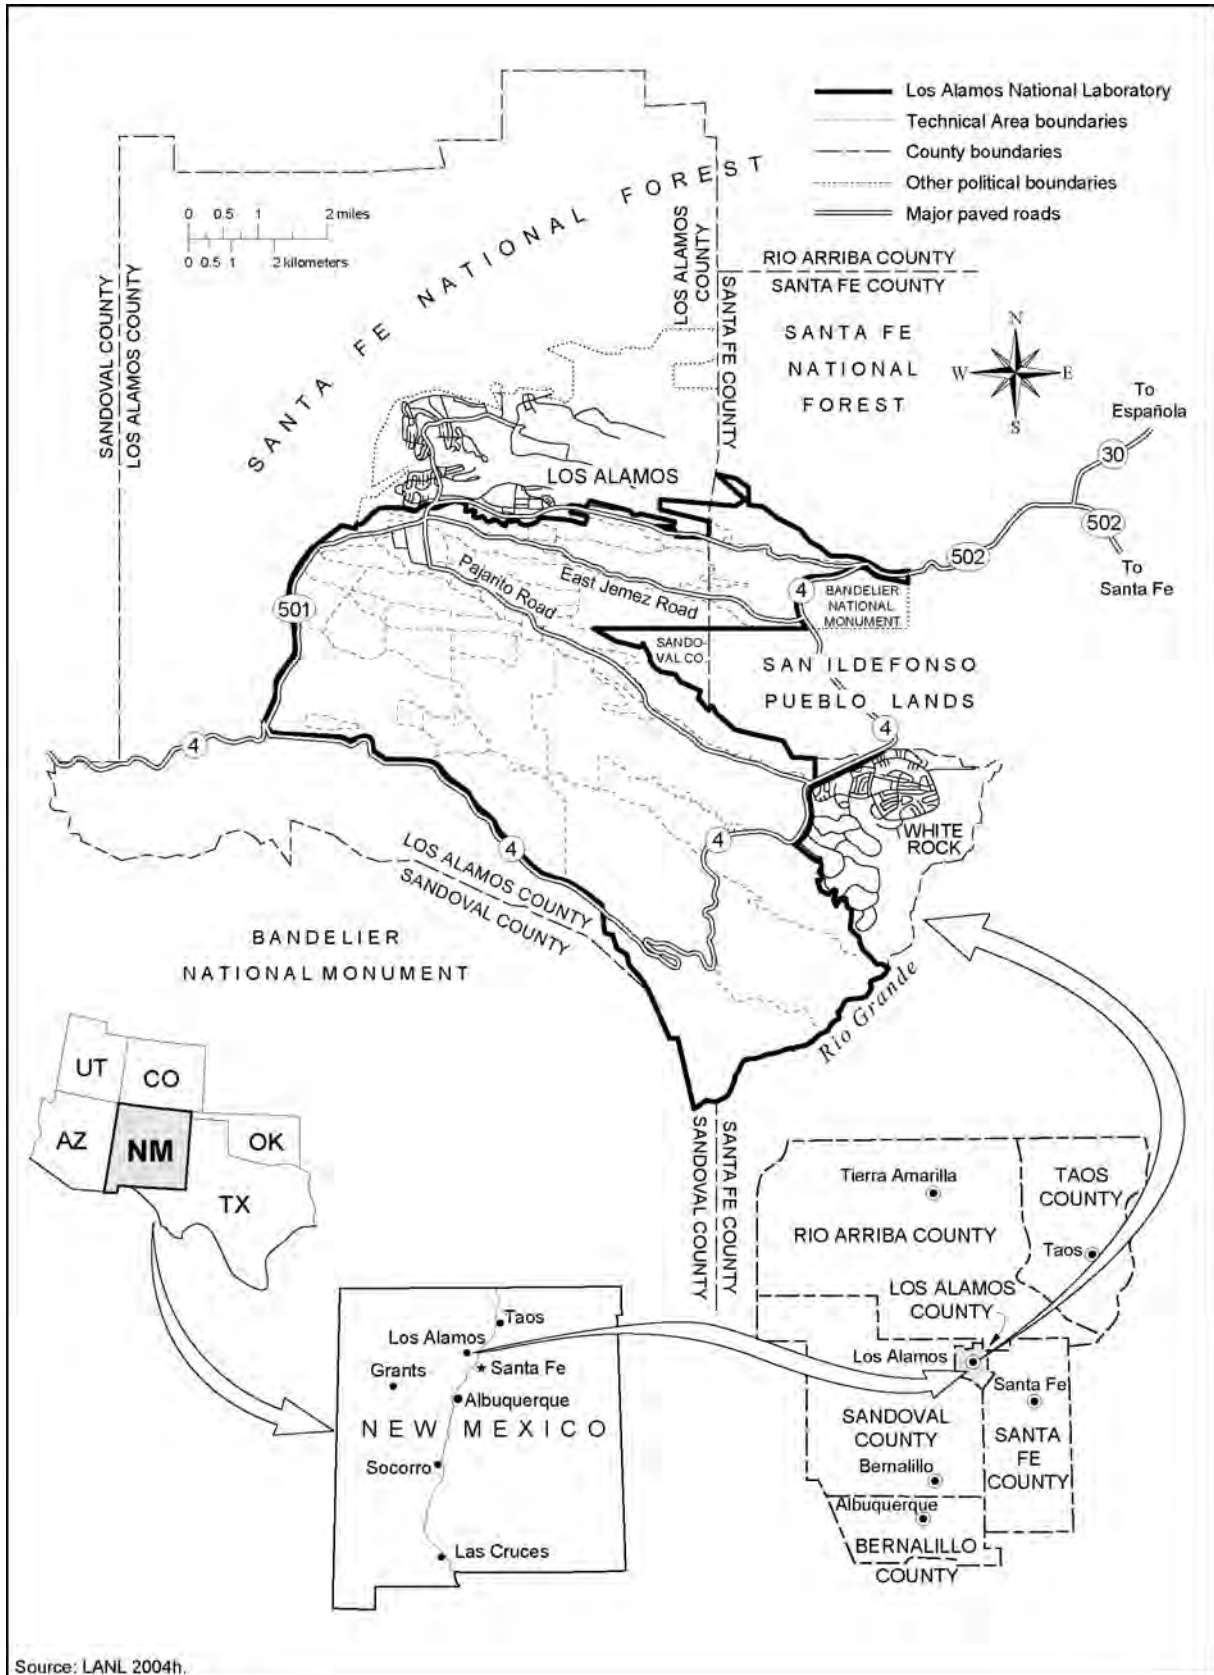 Los Alamos National Laboratory
Technical Area boundaries
County boundaries
Other political boundaries
Major paved roads
0 0.5 1 2 miles
0 0.5 1 2 kilometers
SANTA FE NATIONAL FOREST
SANDOVAL COUNTY
LOS ALAMOS COUNTY
LOS ALAMOS
COUNTY
SANTA FE COUNTY
RIO ARRIBA COUNTY
SANTA FE COUNTY
SANTA FE
NATIONAL
FOREST
N
W E
S
To
Española
30
502
502
To
Santa Fe
LOS ALAMOS
501
Pajarito Road
East Jemez Road
4
BANDELIER
NATIONAL
MONUMENT
SANDO-
VAL CO.
SAN ILDEFONSO
PUEBLO LANDS
4
4
WHITE
ROCK
4
4
LOS ALAMOS COUNTY
SANDOVAL COUNTY
BANDELIER
NATIONAL MONUMENT
Rio Grande
SANDOVAL COUNTY
SANTA FE COUNTY
UT
CO
AZ
NM
OK
TX
Taos
Los Alamos
Santa Fe
Grants
Albuquerque
NEW MEXICO
Socorro
Las Cruces
Tierra Amarilla
TAOS
COUNTY
RIO ARRIBA COUNTY
Taos
LOS ALAMOS
COUNTY
Los Alamos
Santa Fe
SANDOVAL
COUNTY
SANTA
FE
COUNTY
Bernalillo
Albuquerque
BERNALILLO
COUNTY
Source: LANL 2004h.